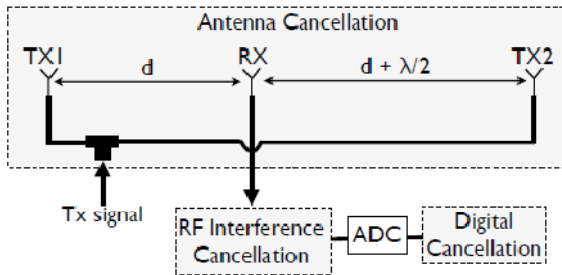 Antenna Cancellation
TX1 RX TX2
d d + λ/2
Tx signal
RF Interference
Cancellation
ADC
Digital
Cancellation